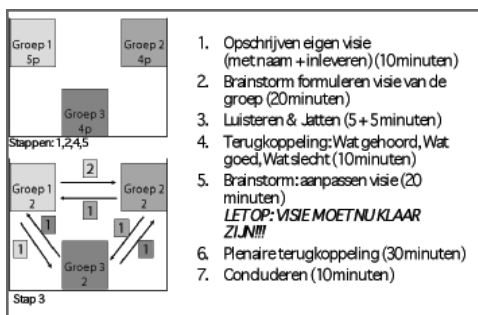 Groep 1
5p
Groep 2
4p
Groep 3
4p
Stappen: 1,2,4,5
Groep 1
2
2
1
Groep 2
2
1
1
1
1
Groep 3
2
Stap 3
1. Opschrijven eigen visie
(met naam + inleveren) (10 minuten)
2. Brainstorm formuleren visie van de
groep (20 minuten)
3. Luisteren & Jatten (5 + 5 minuten)
4. Terugkoppeling: Wat gehoord, Wat
goed, Wat slecht (10 minuten)
5. Brainstorm: aanpassen visie (20
minuten)
LET OP: VISIE MOET NU KLAAR
ZIJN!!!
6. Plenaire terugkoppeling (30 minuten)
7. Concluderen (10 minuten)